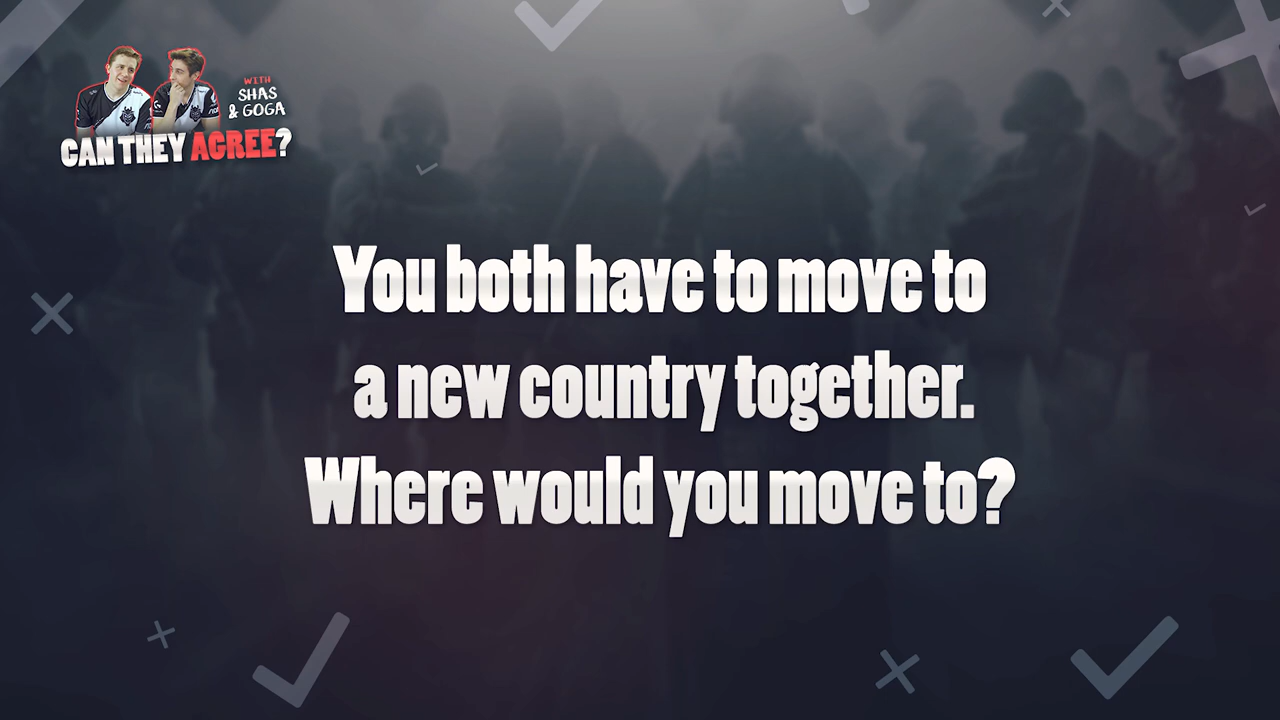 WITH
SHAS
& GOGA
CAN THEY AGREE?
You both have to move to
a new country together.
Where would you move to?